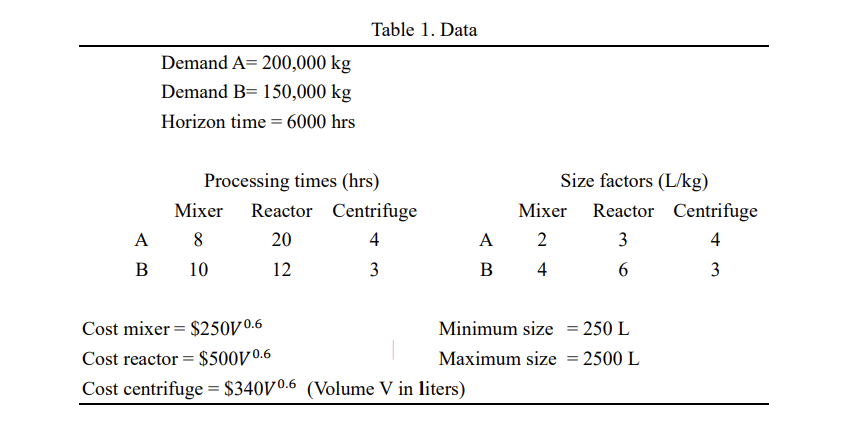 Table 1. Data
Demand A= 200,000 kg
Demand B= 150,000 kg
Horizon time = 6000 hrs
Processing times (hrs) Size factors (L/kg)
Mixer Reactor Centrifuge Mixer Reactor Centrifuge
A 8 20 4 A 2 3 4
B 10 12 3 B 4 6 3
Cost mixer = $250V^0.6 Minimum size = 250 L
Cost reactor = $500V^0.6 Maximum size = 2500 L
Cost centrifuge = $340V^0.6 (Volume V in liters)